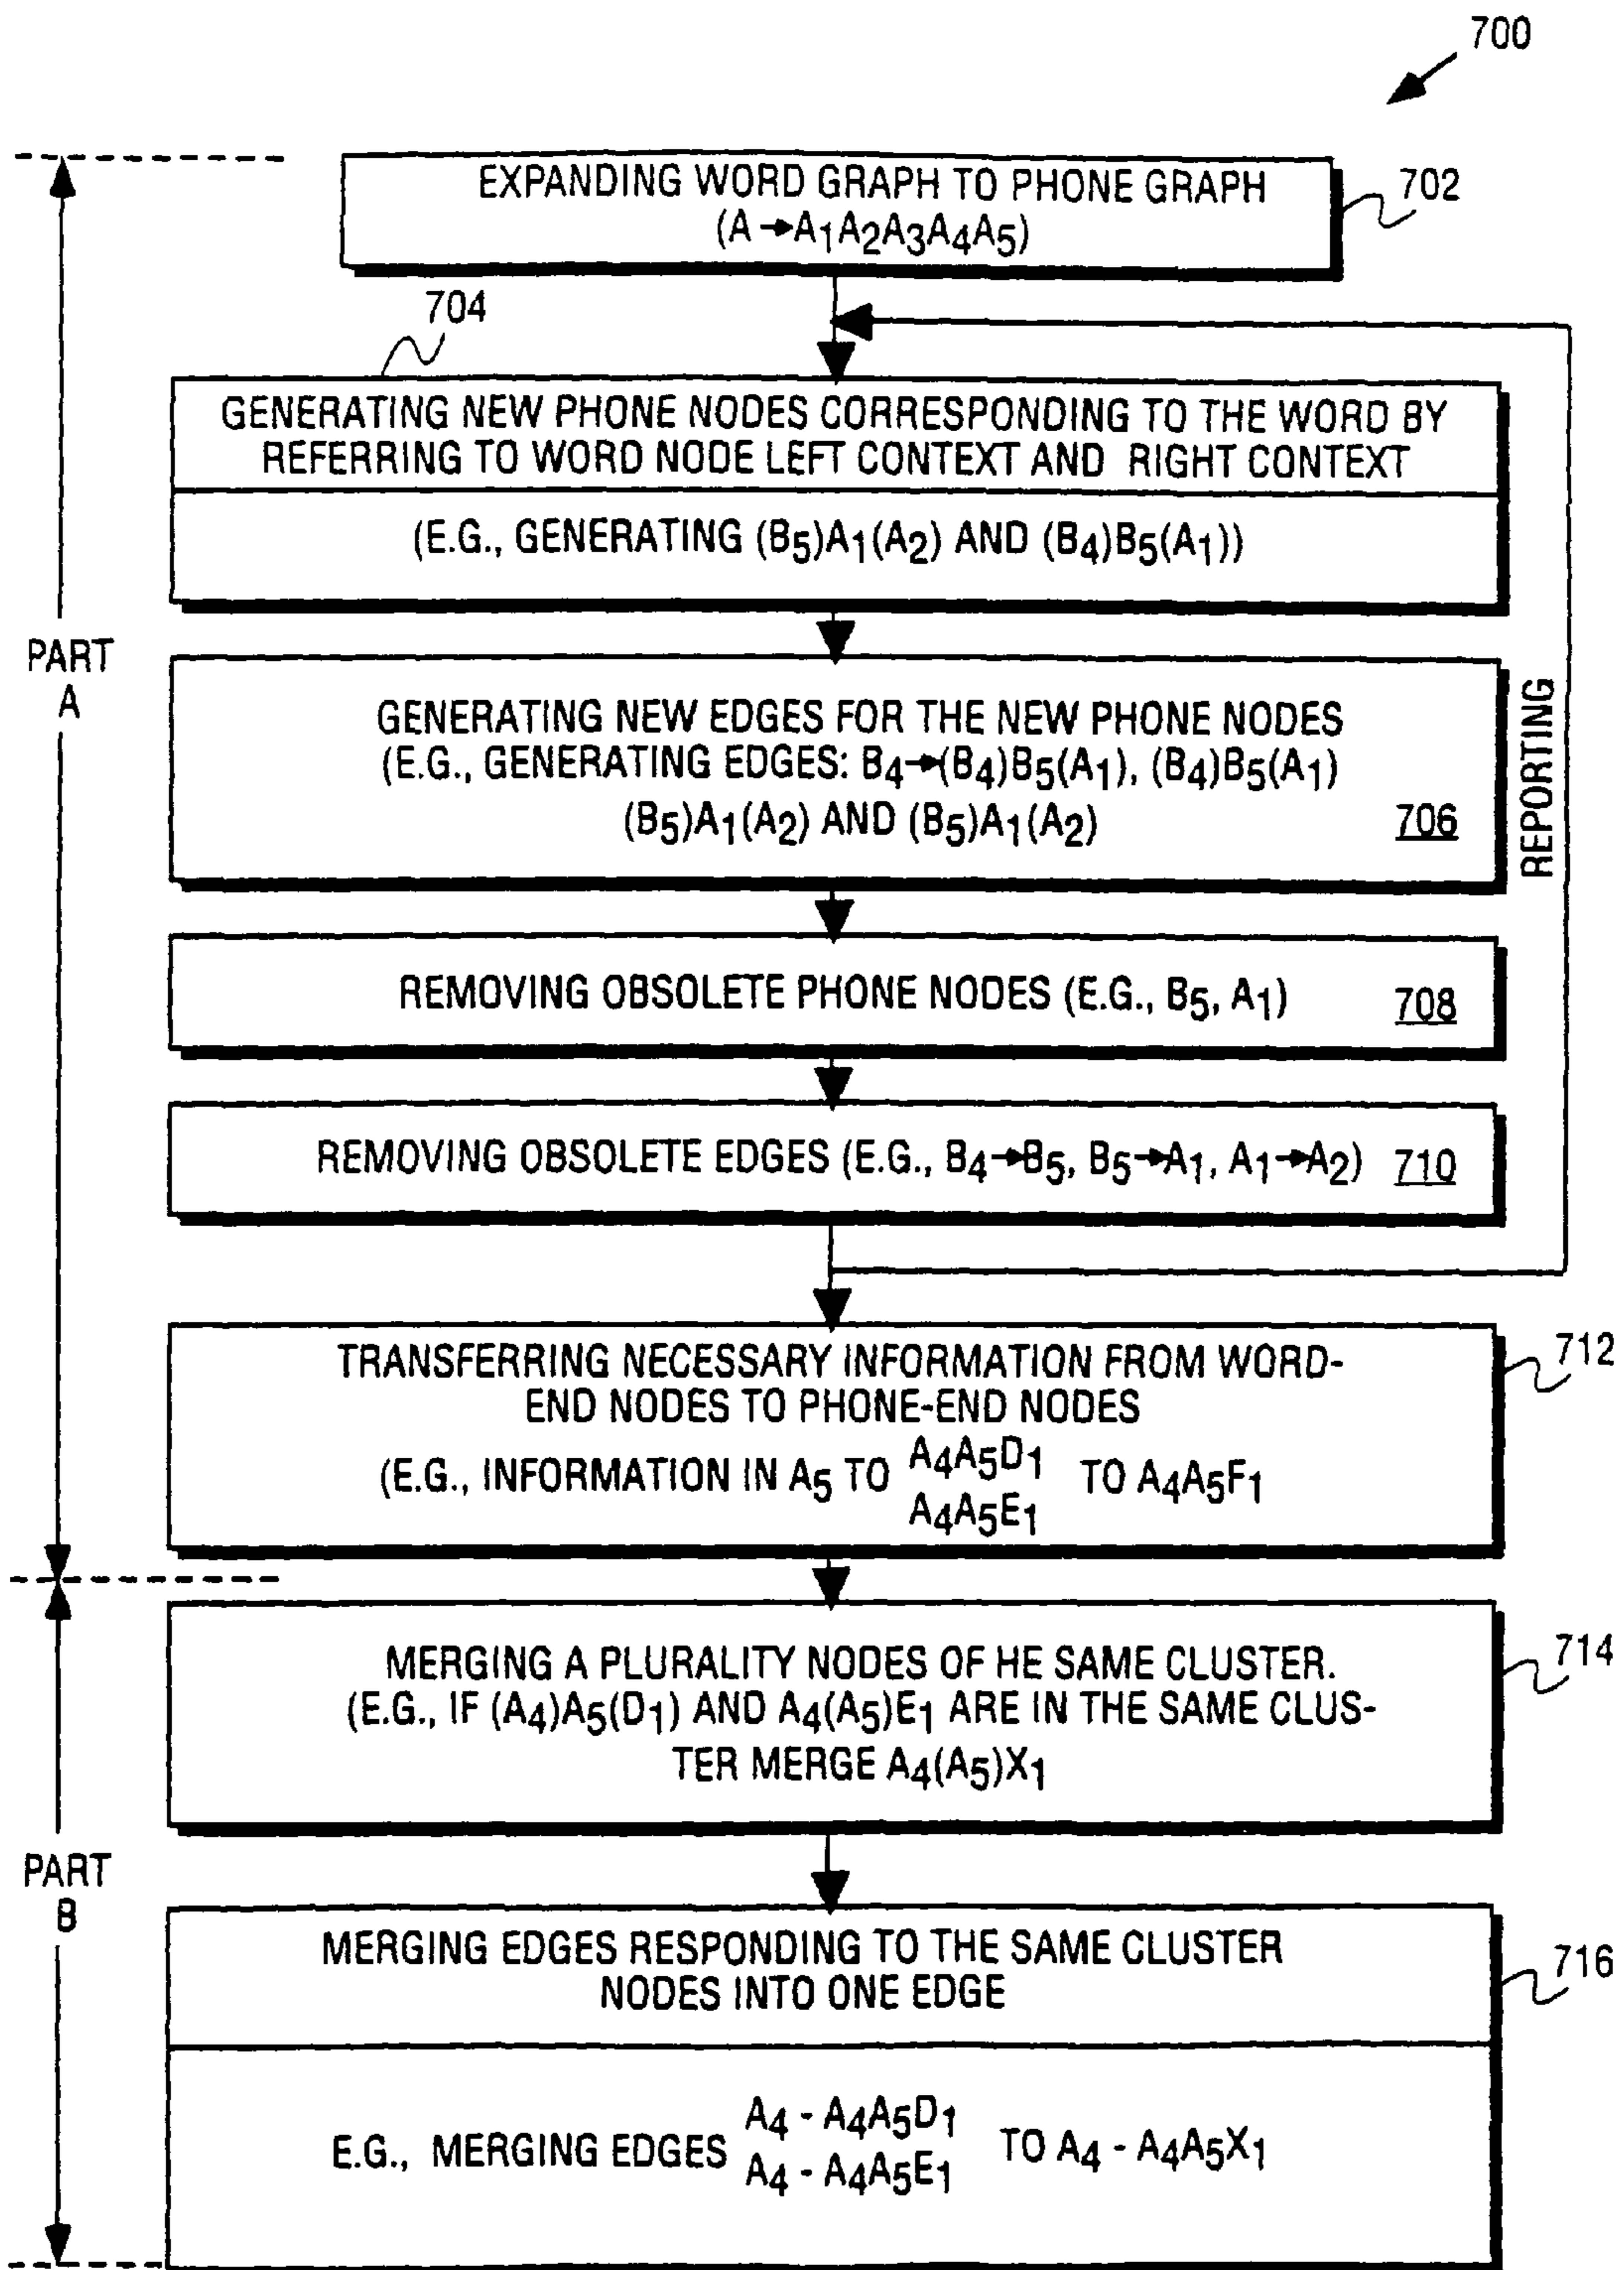 700
EXPANDING WORD GRAPH TO PHONE GRAPH
(A→A₁A₂A₃A₄A₅)
702
704
GENERATING NEW PHONE NODES CORRESPONDING TO THE WORD BY
REFERRING TO WORD NODE LEFT CONTEXT AND RIGHT CONTEXT
(E.G., GENERATING (B₅)A₁(A₂) AND (B₄)B₅(A₁))
PART
A
GENERATING NEW EDGES FOR THE NEW PHONE NODES
(E.G., GENERATING EDGES: B₄→(B₄)B₅(A₁), (B₄)B₅(A₁)
(B₅)A₁(A₂) AND (B₅)A₁(A₂)
706
REPORTING
REMOVING OBSOLETE PHONE NODES (E.G., B₅, A₁)
708
REMOVING OBSOLETE EDGES (E.G., B₄→B₅, B₅→A₁, A₁→A₂)
710
TRANSFERRING NECESSARY INFORMATION FROM WORD-
END NODES TO PHONE-END NODES
(E.G., INFORMATION IN A₅ TO A₄A₅D₁ TO A₄A₅F₁
A₄A₅E₁
712
MERGING A PLURALITY NODES OF HE SAME CLUSTER.
(E.G., IF (A₄)A₅(D₁) AND A₄(A₅)E₁ ARE IN THE SAME CLUS-
TER MERGE A₄(A₅)X₁
714
PART
B
MERGING EDGES RESPONDING TO THE SAME CLUSTER
NODES INTO ONE EDGE
716
E.G., MERGING EDGES A₄ - A₄A₅D₁ TO A₄ - A₄A₅X₁
A₄ - A₄A₅E₁